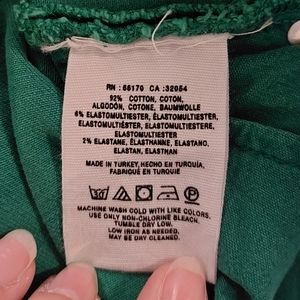 RN : 66170 CA :32054
92% COTTON, COTON,
ALGODÓN, COTONE, BAUMWOLLE
6% ELASTOMULTIESTER, ÉLASTOMULTIESTER,
ELASTOMULTIÉSTER, ELASTOMULTIESTERE,
ELASTOMULTIESTER
2% ELASTANE, ÉLASTHANNE, ELASTANO,
ELASTAN, ELASTHAN
MADE IN TURKEY, HECHO EN TURQUÍA,
FABRIQUÉ EN TURQUIE
MACHINE WASH COLD WITH LIKE COLORS.
USE ONLY NON-CHLORINE BLEACH.
TUMBLE DRY LOW.
LOW IRON AS NEEDED.
MAY BE DRY CLEANED.